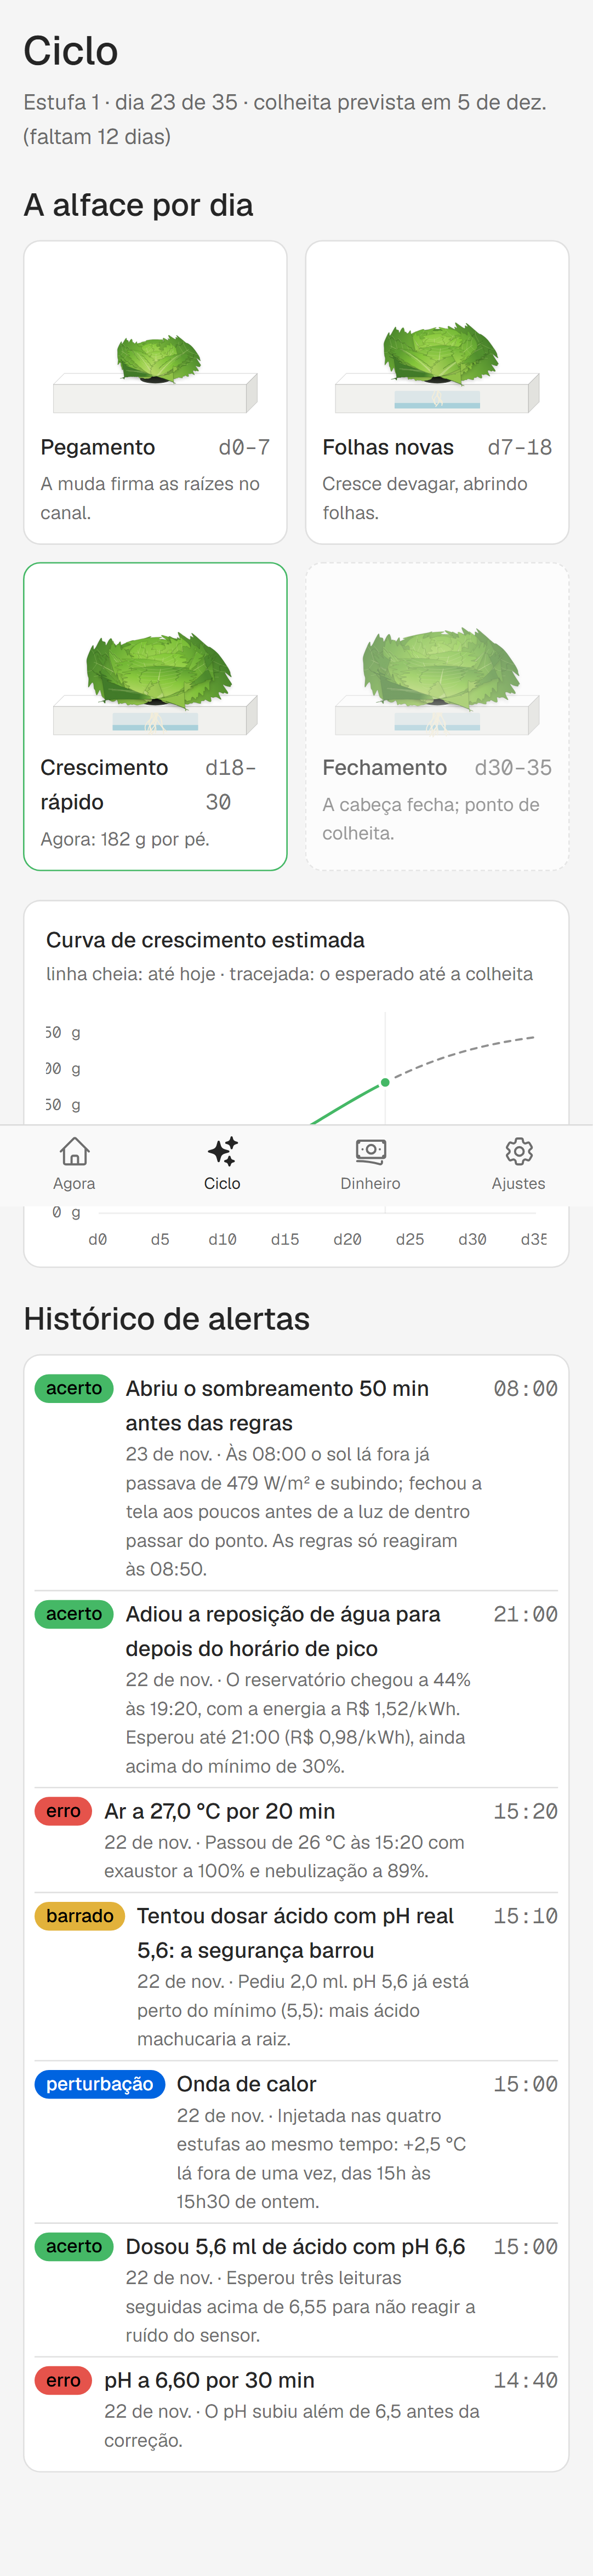 Ciclo
Estufa 1 · dia 23 de 35 · colheita prevista em 5 de dez.
(faltam 12 dias)
A alface por dia
Pegamento d0–7
A muda firma as raízes no
canal.
Folhas novas d7–18
Cresce devagar, abrindo
folhas.
Crescimento d18–
rápido 30
Agora: 182 g por pé.
Fechamento d30–35
A cabeça fecha; ponto de
colheita.
Curva de crescimento estimada
linha cheia: até hoje · tracejada: o esperado até a colheita
50 g
00 g
50 g
Agora Ciclo Dinheiro Ajustes
0 g
d0 d5 d10 d15 d20 d25 d30 d35
Histórico de alertas
acerto Abriu o sombreamento 50 min 08:00
antes das regras
23 de nov. · Às 08:00 o sol lá fora já
passava de 479 W/m² e subindo; fechou a
tela aos poucos antes de a luz de dentro
passar do ponto. As regras só reagiram
às 08:50.
acerto Adiou a reposição de água para 21:00
depois do horário de pico
22 de nov. · O reservatório chegou a 44%
às 19:20, com a energia a R$ 1,52/kWh.
Esperou até 21:00 (R$ 0,98/kWh), ainda
acima do mínimo de 30%.
erro Ar a 27,0 °C por 20 min 15:20
22 de nov. · Passou de 26 °C às 15:20 com
exaustor a 100% e nebulização a 89%.
barrado Tentou dosar ácido com pH real 15:10
5,6: a segurança barrou
22 de nov. · Pediu 2,0 ml. pH 5,6 já está
perto do mínimo (5,5): mais ácido
machucaria a raiz.
perturbação Onda de calor 15:00
22 de nov. · Injetada nas quatro
estufas ao mesmo tempo: +2,5 °C
lá fora de uma vez, das 15h às
15h30 de ontem.
acerto Dosou 5,6 ml de ácido com pH 6,6 15:00
22 de nov. · Esperou três leituras
seguidas acima de 6,55 para não reagir a
ruído do sensor.
erro pH a 6,60 por 30 min 14:40
22 de nov. · O pH subiu além de 6,5 antes da
correção.